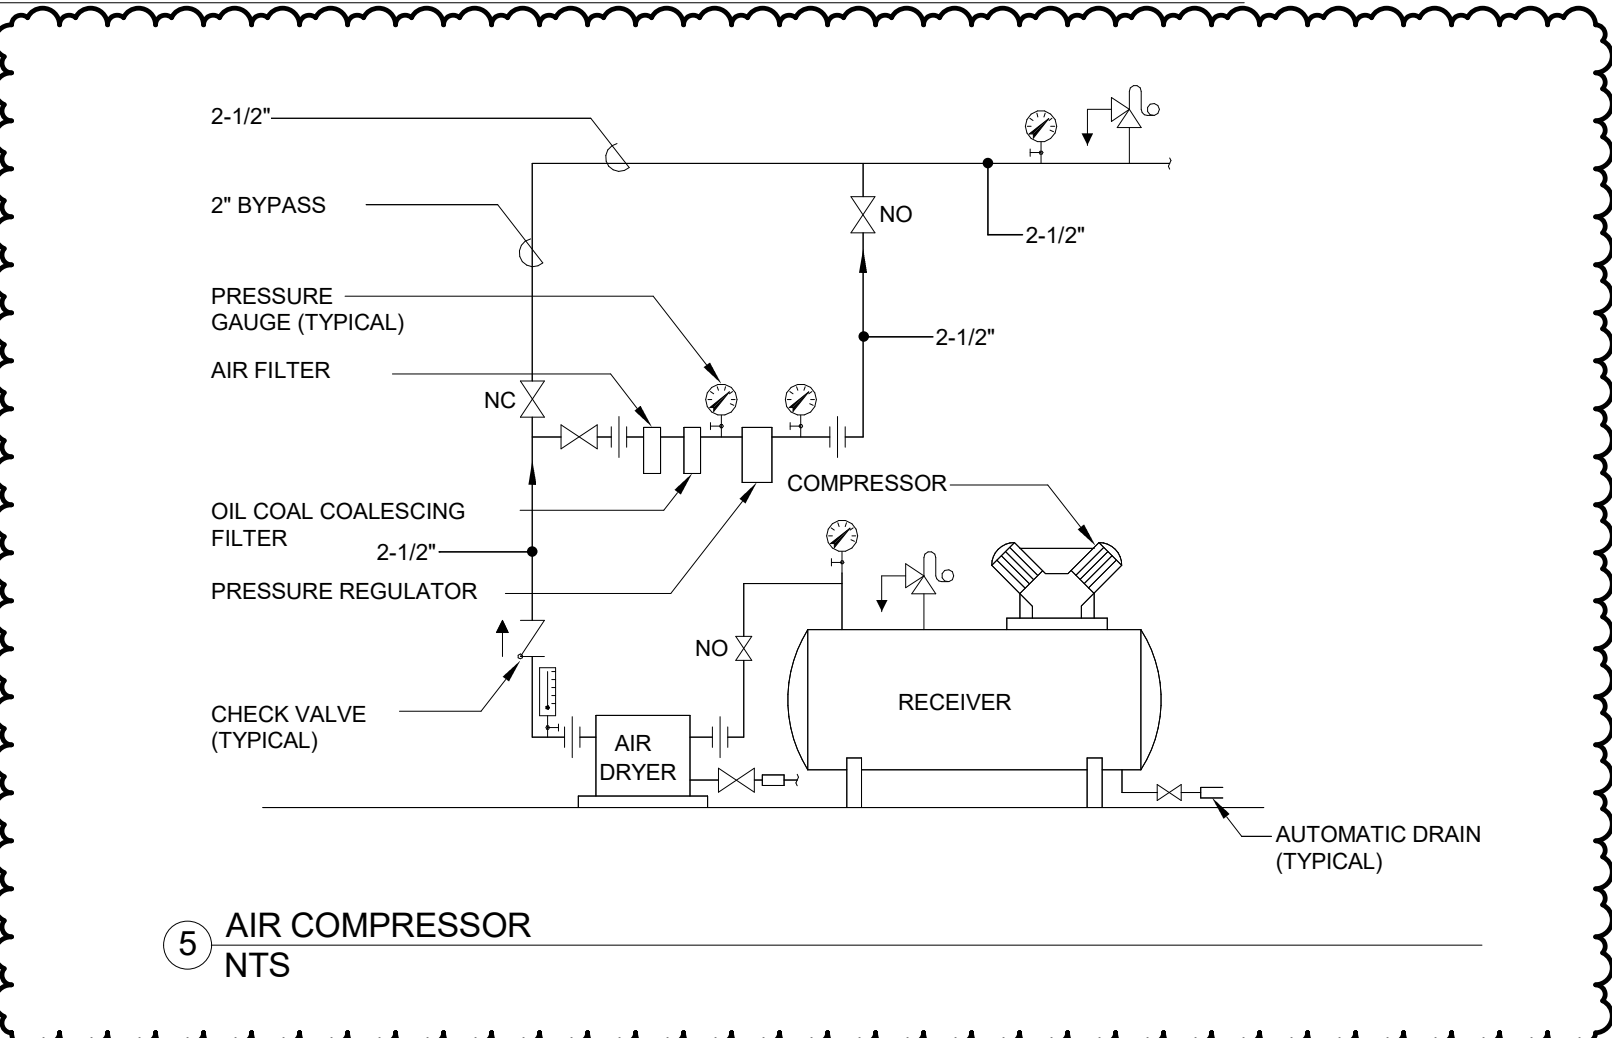 2-1/2"
2" BYPASS
NO
2-1/2"
PRESSURE
GAUGE (TYPICAL)
2-1/2"
AIR FILTER
NC
COMPRESSOR
OIL COAL COALESCING
FILTER
2-1/2"
PRESSURE REGULATOR
NO
RECEIVER
CHECK VALVE
(TYPICAL)
AIR
DRYER
AUTOMATIC DRAIN
(TYPICAL)
5
AIR COMPRESSOR
NTS